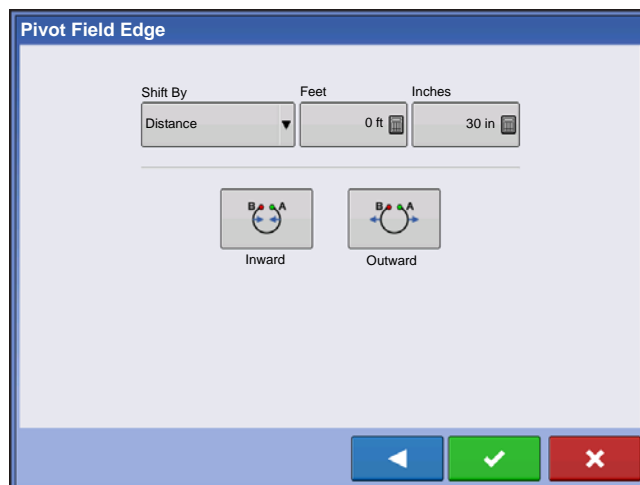 Pivot Field Edge
Shift By Feet Inches
Distance 0 ft 30 in
B A B A
Inward Outward